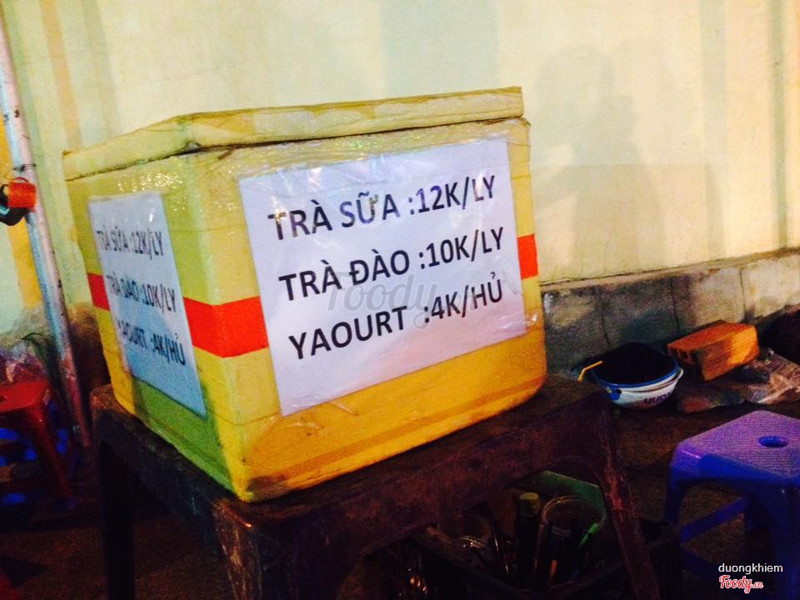 TRÀ SỮA :12K/LY
TRÀ ĐÀO :10K/LY
YAOURT :4K/HỦ
TRÀ SỮA :12K/LY
TRÀ ĐÀO :10K/LY
YAOURT :4K/HỦ
Foody
duongkhiem
Foody.vn